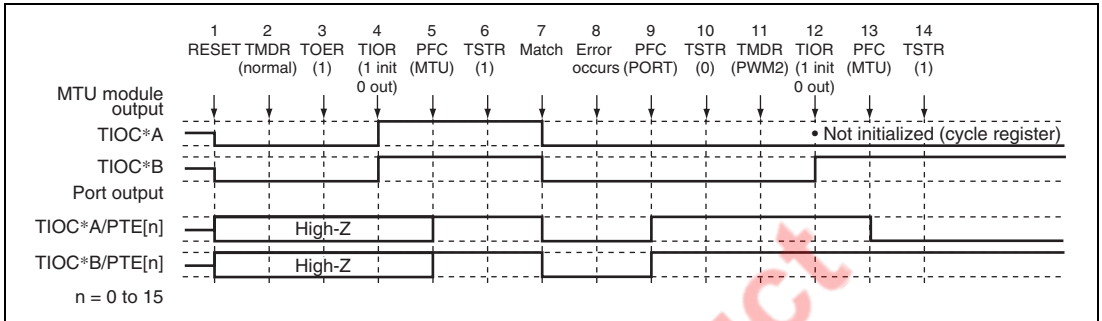 1 2 3 4 5 6 7 8 9 10 11 12 13 14
RESET TMDR TOER TIOR PFC TSTR Match Error PFC TSTR TMDR TIOR PFC TSTR
(normal) (1) (1 init (MTU) (1) occurs (PORT) (0) (PWM2) (1 init (MTU) (1)
0 out) 0 out)
MTU module
output
TIOC*A
• Not initialized (cycle register)
TIOC*B
Port output
TIOC*A/PTE[n]
High-Z
TIOC*B/PTE[n]
High-Z
n = 0 to 15
uct